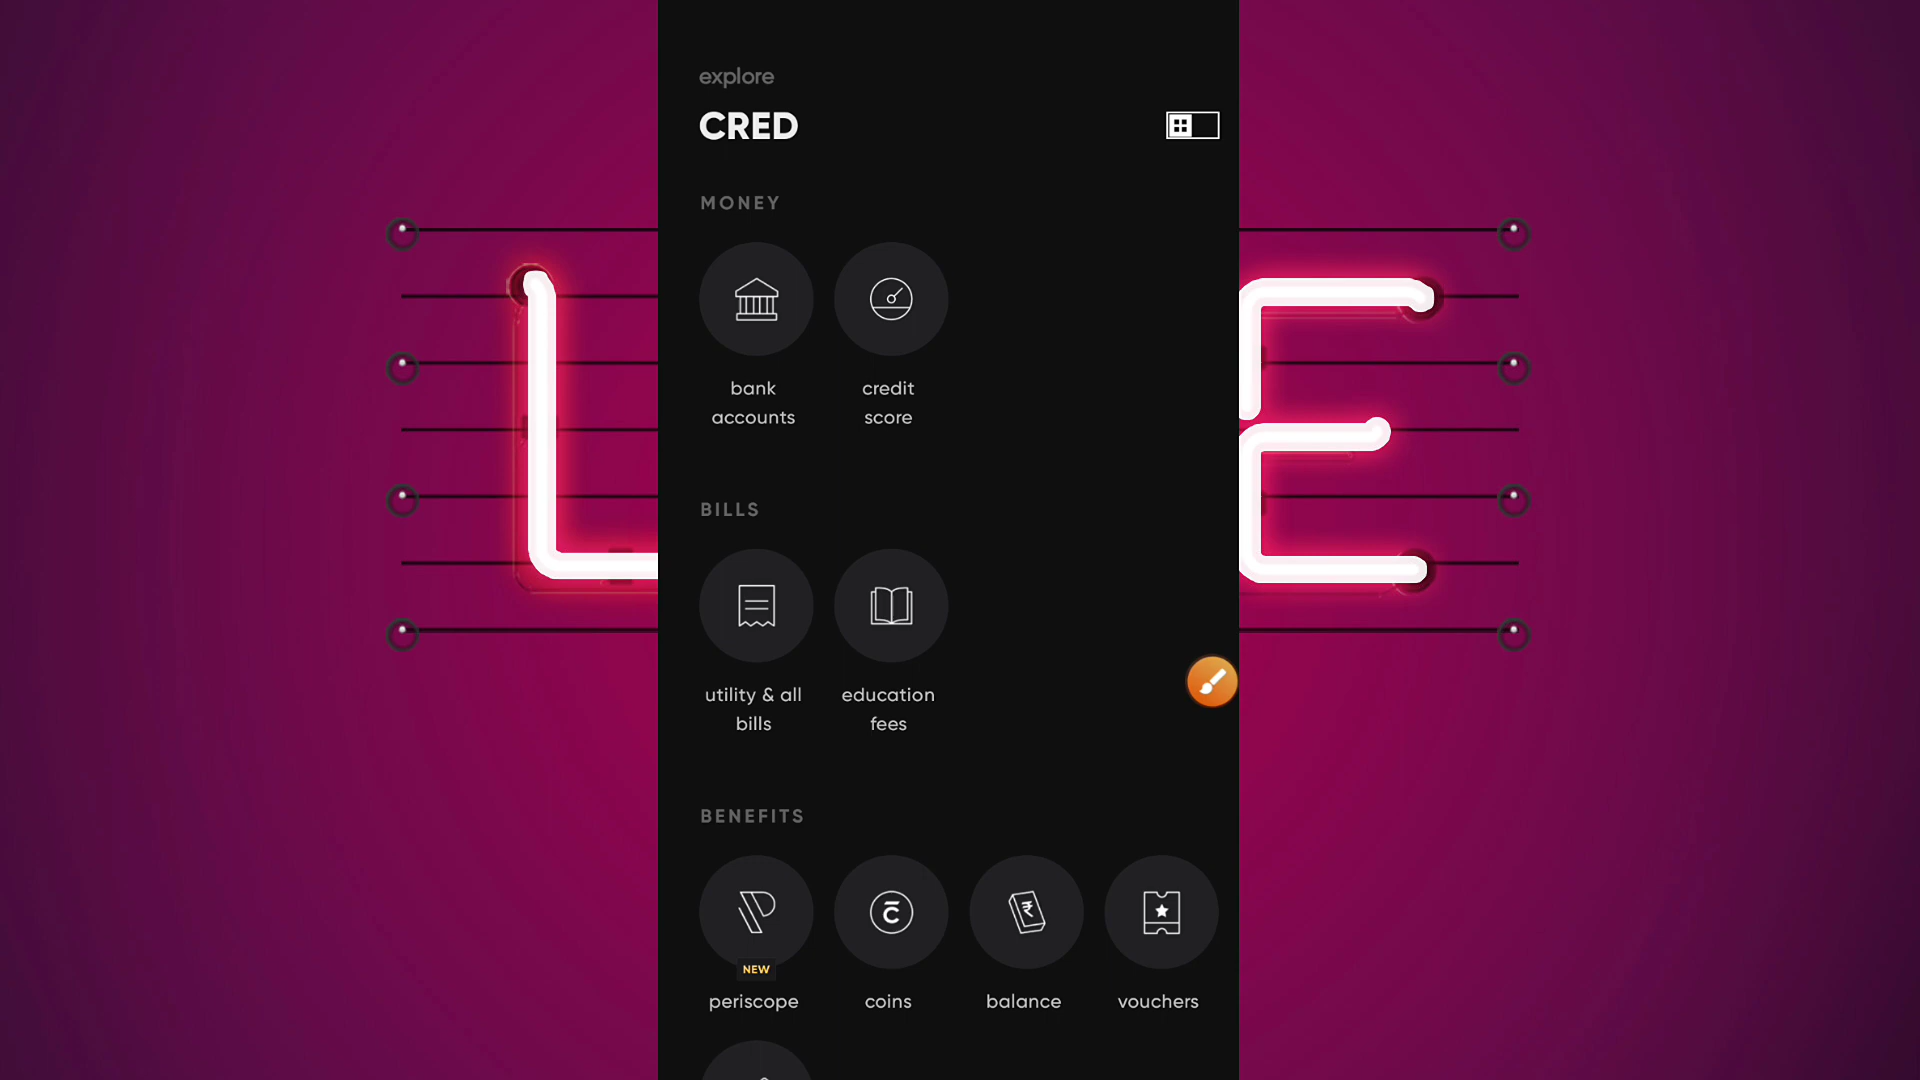 explore
CRED
MONEY
bank accounts
credit score
BILLS
utility & all bills
education fees
BENEFITS
NEW
periscope
coins
balance
vouchers
L
E